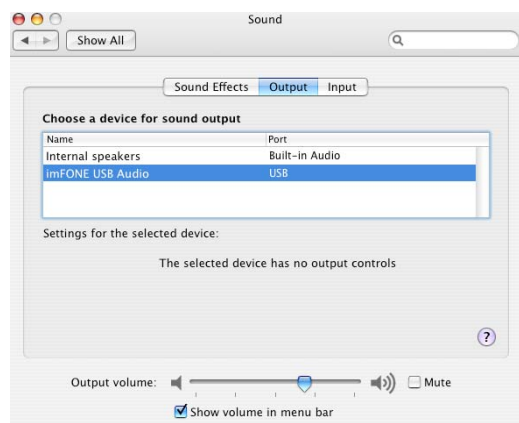 Sound
Show All
Sound Effects Output Input
Choose a device for sound output
Name Port
Internal speakers Built-in Audio
imFONE USB Audio USB
Settings for the selected device:
The selected device has no output controls
?
Output volume: Mute
Show volume in menu bar